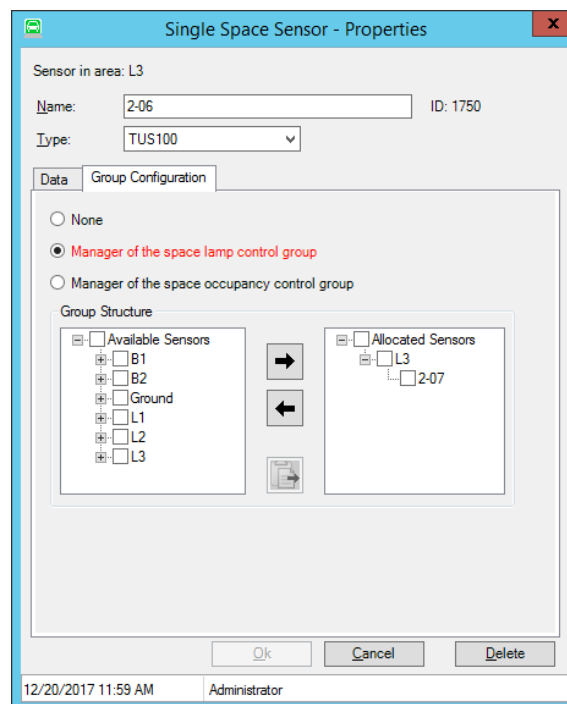 Single Space Sensor - Properties
x
Sensor in area: L3
Name: 2-06 ID: 1750
Type: TUS100
Data Group Configuration
None
Manager of the space lamp control group
Manager of the space occupancy control group
Group Structure
Available Sensors
B1
B2
Ground
L1
L2
L3
Allocated Sensors
L3
2-07
Ok Cancel Delete
12/20/2017 11:59 AM Administrator